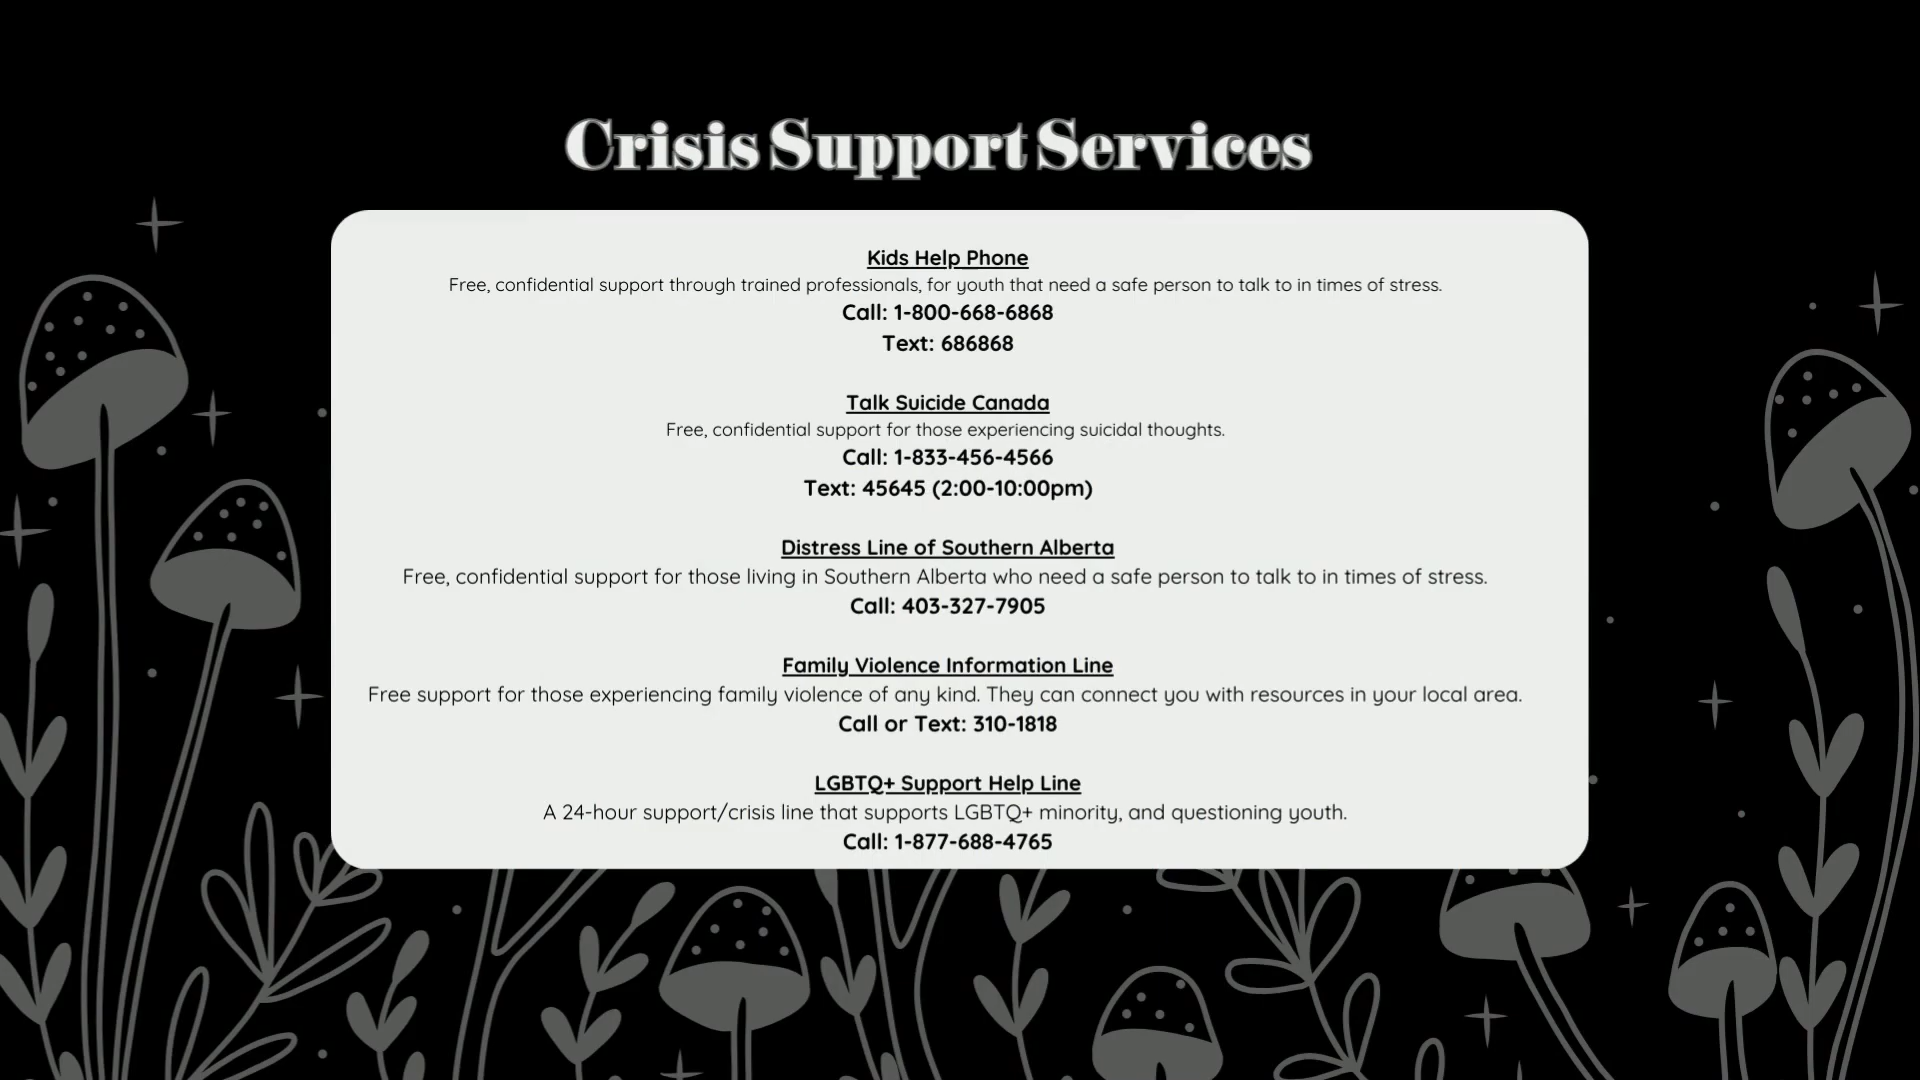 Crisis Support Services
Kids Help Phone
Free, confidential support through trained professionals, for youth that need a safe person to talk to in times of stress.
Call: 1-800-668-6868
Text: 686868
Talk Suicide Canada
Free, confidential support for those experiencing suicidal thoughts.
Call: 1-833-456-4566
Text: 45645 (2:00-10:00pm)
Distress Line of Southern Alberta
Free, confidential support for those living in Southern Alberta who need a safe person to talk to in times of stress.
Call: 403-327-7905
Family Violence Information Line
Free support for those experiencing family violence of any kind. They can connect you with resources in your local area.
Call or Text: 310-1818
LGBTQ+ Support Help Line
A 24-hour support/crisis line that supports LGBTQ+ minority, and questioning youth.
Call: 1-877-688-4765